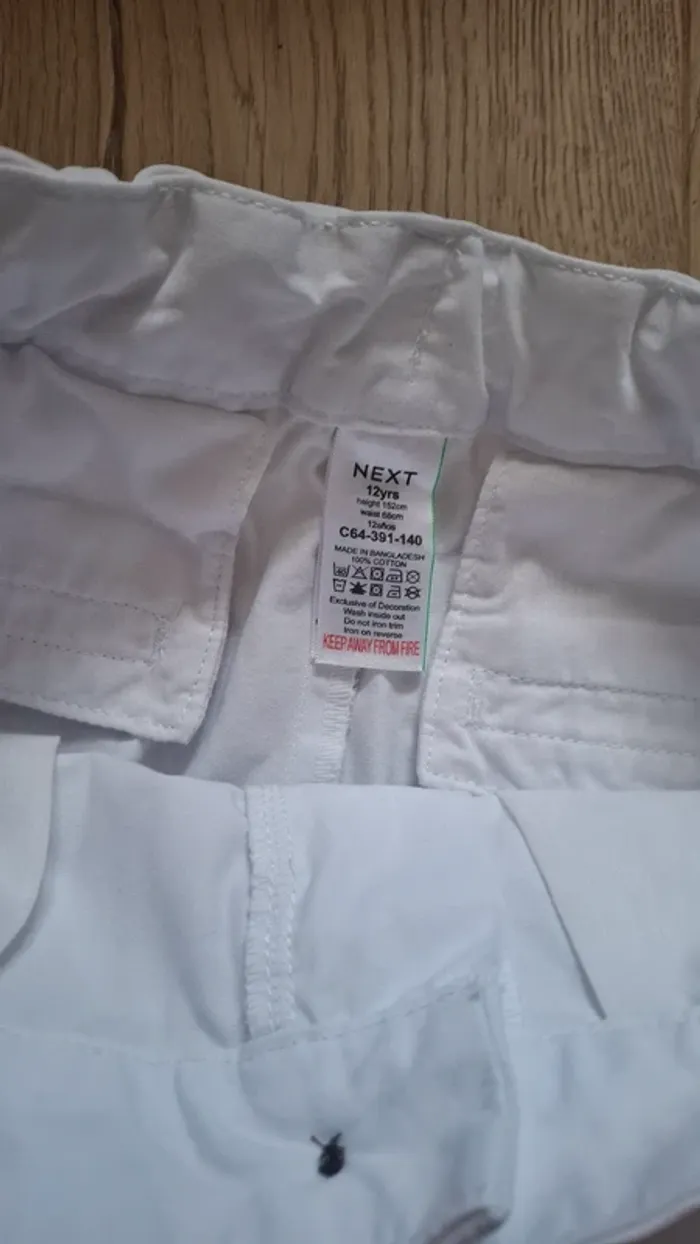 NEXT
12yrs
height 152cm
waist 66cm
12años
C64-391-140
MADE IN BANGLADESH
100% COTTON
Exclusive of Decoration
Wash inside out
Do not iron trim
Iron on reverse
KEEP AWAY FROM FIRE